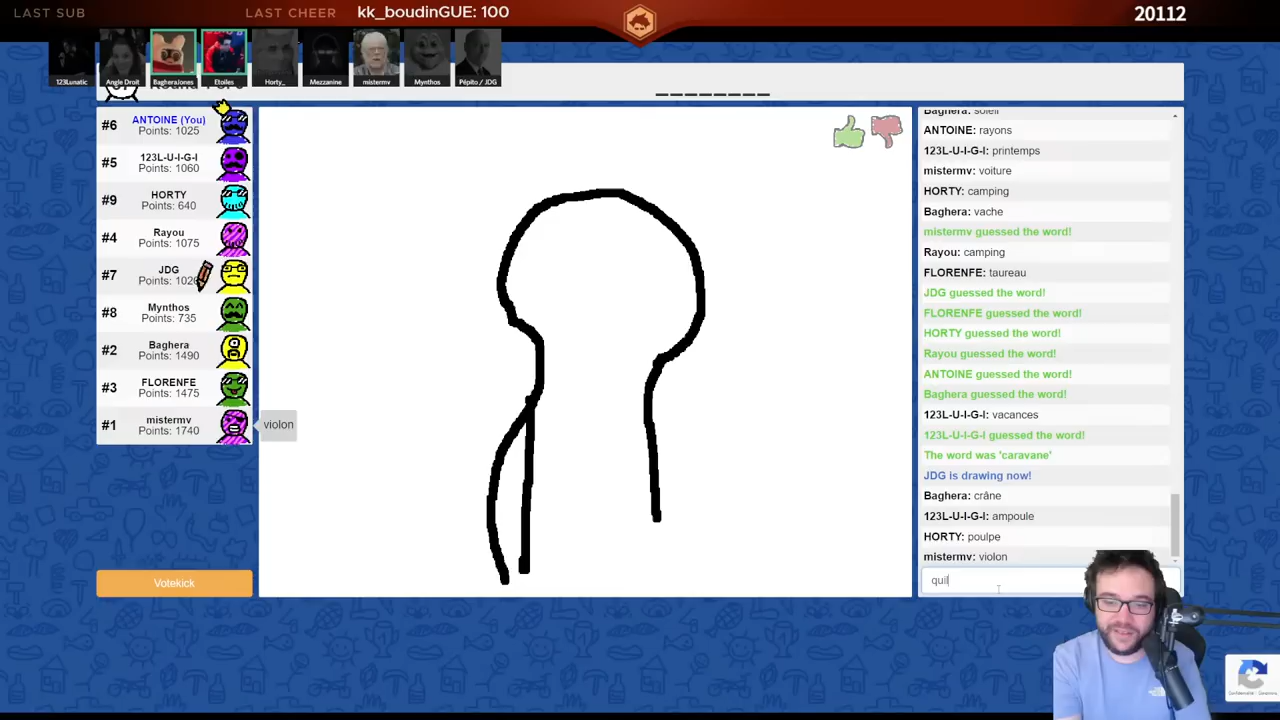 LAST SUB
LAST CHEER
kk_boudinGUE: 100
20112
123Lunatic
Angle Droit
BagheraJones
Etoiles
Horty_
Mezzanine
mistermv
Mynthos
Pépito / JDG
________
#6
ANTOINE (You)
Points: 1025
#5
123L-U-I-G-I
Points: 1060
#9
HORTY
Points: 640
#4
Rayou
Points: 1075
#7
JDG
Points: 1026
#8
Mynthos
Points: 735
#2
Baghera
Points: 1490
#3
FLORENFE
Points: 1475
#1
mistermv
Points: 1740
violon
Votekick
Baghera: soleil
ANTOINE: rayons
123L-U-I-G-I: printemps
mistermv: voiture
HORTY: camping
Baghera: vache
mistermv guessed the word!
Rayou: camping
FLORENFE: taureau
JDG guessed the word!
FLORENFE guessed the word!
HORTY guessed the word!
Rayou guessed the word!
ANTOINE guessed the word!
Baghera guessed the word!
123L-U-I-G-I: vacances
123L-U-I-G-I guessed the word!
The word was 'caravane'
JDG is drawing now!
Baghera: crâne
123L-U-I-G-I: ampoule
HORTY: poulpe
mistermv: violon
quil